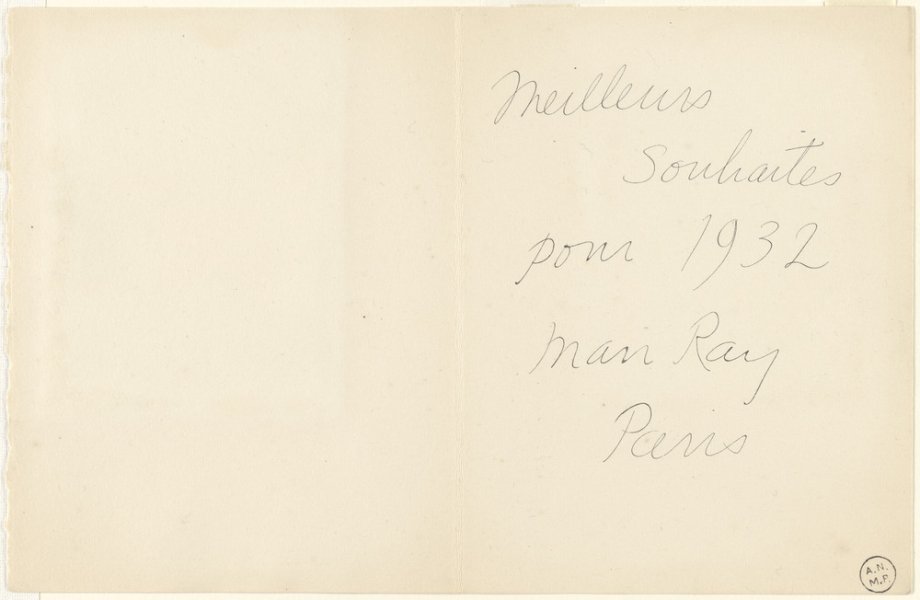 Meilleurs
Souhaites
pour 1932
Man Ray
Paris
A.N.
M.P.